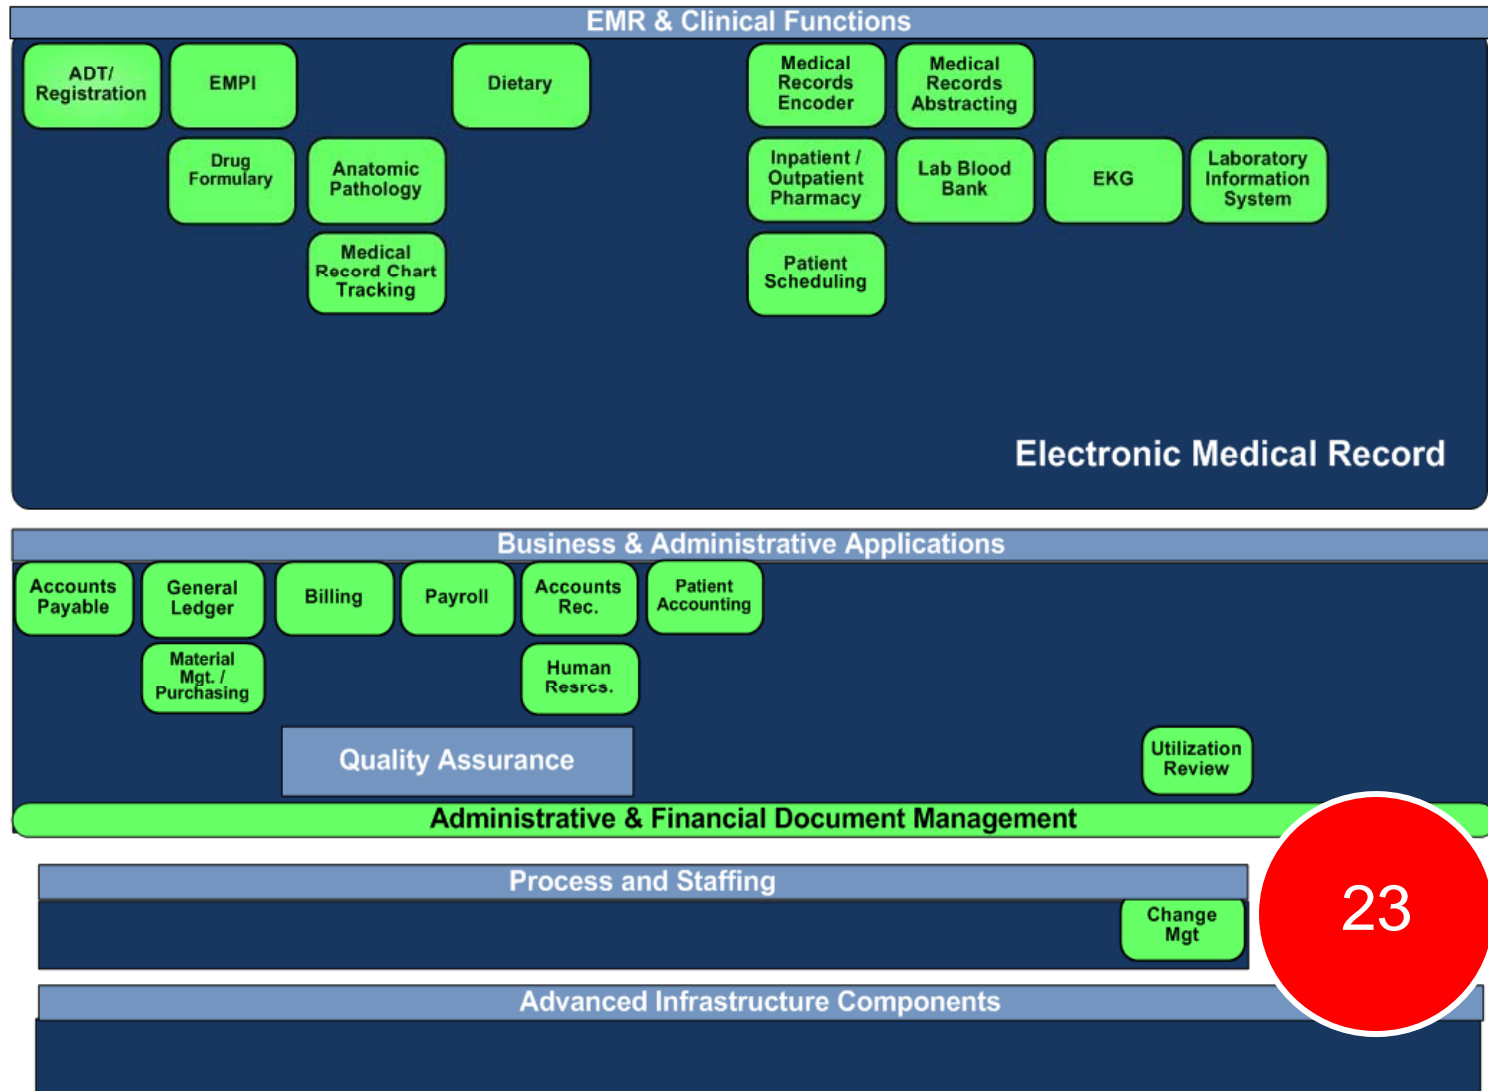 EMR & Clinical Functions
ADT/
Registration
EMPI
Dietary
Medical
Records
Encoder
Medical
Records
Abstracting
Drug
Formulary
Anatomic
Pathology
Inpatient /
Outpatient
Pharmacy
Lab Blood
Bank
EKG
Laboratory
Information
System
Medical
Record Chart
Tracking
Patient
Scheduling
Electronic Medical Record
Business & Administrative Applications
Accounts
Payable
General
Ledger
Billing
Payroll
Accounts
Rec.
Patient
Accounting
Material
Mgt. /
Purchasing
Human
Resrcs.
Quality Assurance
Utilization
Review
Administrative & Financial Document Management
Process and Staffing
Change
Mgt
23
Advanced Infrastructure Components